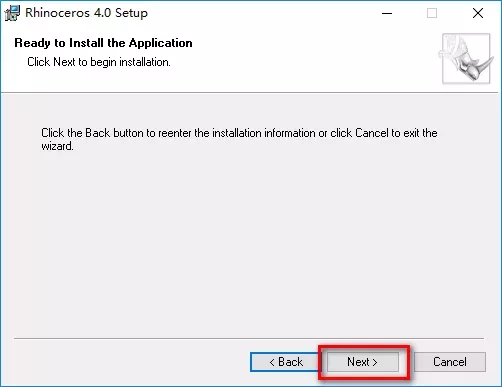 Rhinoceros 4.0 Setup
Ready to Install the Application
Click Next to begin installation.
Click the Back button to reenter the installation information or click Cancel to exit the
wizard.
< Back
Next >
Cancel